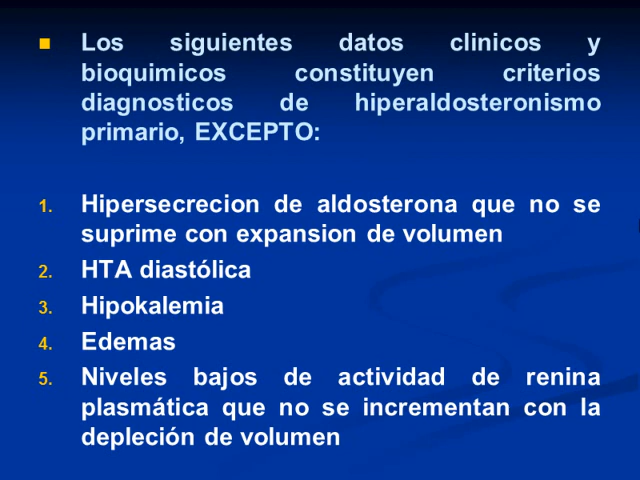 Los siguientes datos clinicos y
bioquimicos constituyen criterios
diagnosticos de hiperaldosteronismo
primario, EXCEPTO:
1. Hipersecrecion de aldosterona que no se
suprime con expansion de volumen
2. HTA diastólica
3. Hipokalemia
4. Edemas
5. Niveles bajos de actividad de renina
plasmática que no se incrementan con la
depleción de volumen